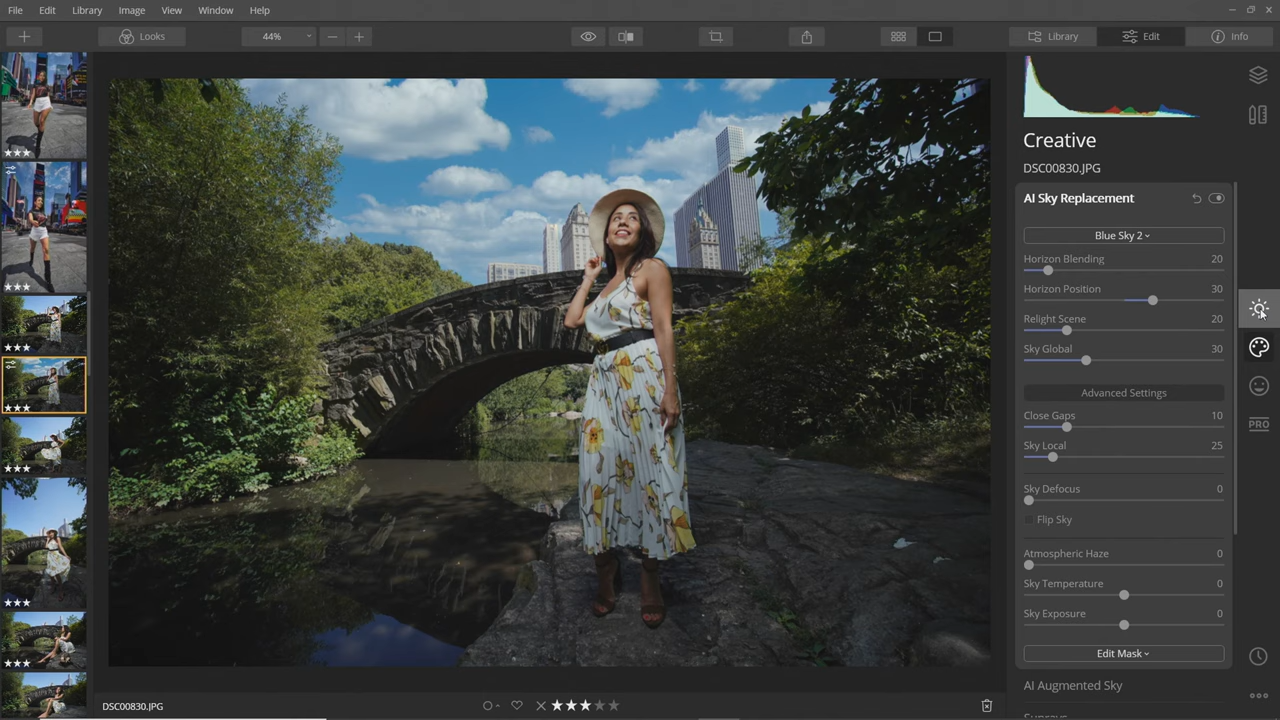 File Edit Library Image View Window Help
Looks 44% Library Edit Info
Creative
DSC00830.JPG
AI Sky Replacement
Blue Sky 2
Horizon Blending 20
Horizon Position 30
Relight Scene 20
Sky Global 30
Advanced Settings
Close Gaps 10
Sky Local 25
Sky Defocus 0
Flip Sky
Atmospheric Haze 0
Sky Temperature 0
Sky Exposure 0
Edit Mask
AI Augmented Sky
PRO
DSC00830.JPG